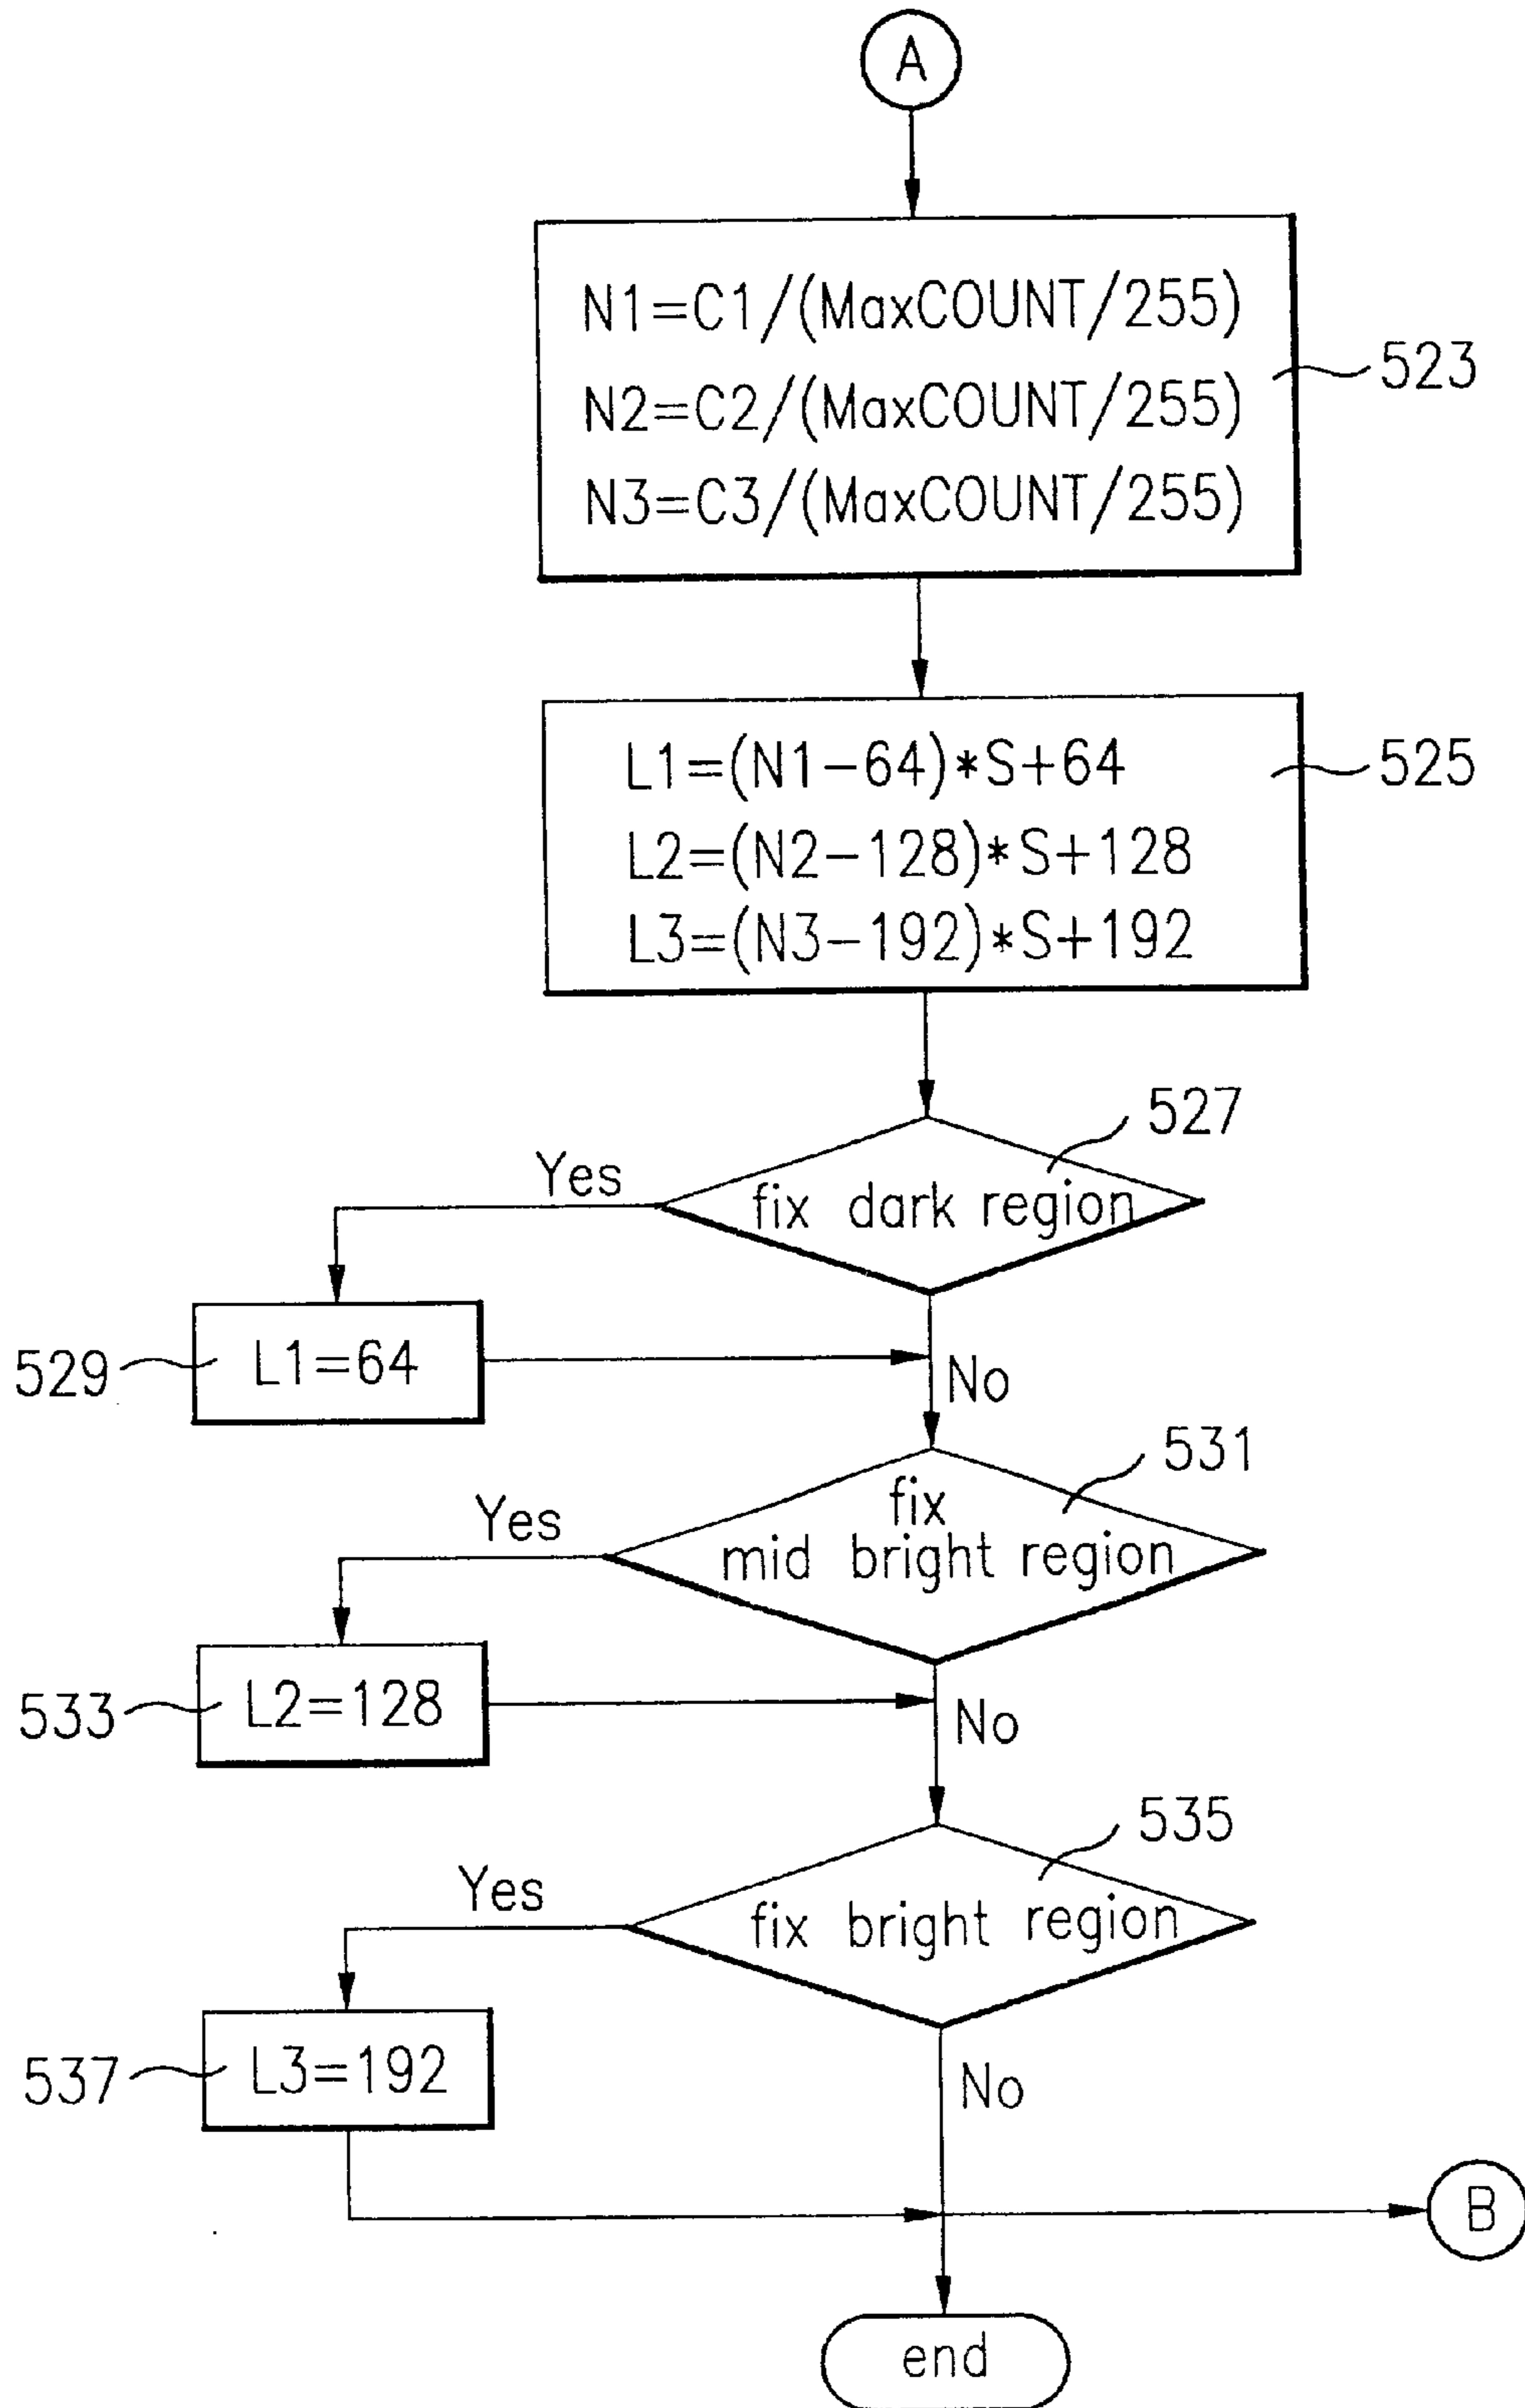 A
N1=C1/(MaxCOUNT/255)
N2=C2/(MaxCOUNT/255)
N3=C3/(MaxCOUNT/255)
523
L1=(N1-64)*S+64
L2=(N2-128)*S+128
L3=(N3-192)*S+192
525
527
Yes
fix dark region
529
L1=64
No
531
Yes
fix
mid bright region
533
L2=128
No
535
Yes
fix bright region
537
L3=192
No
B
end